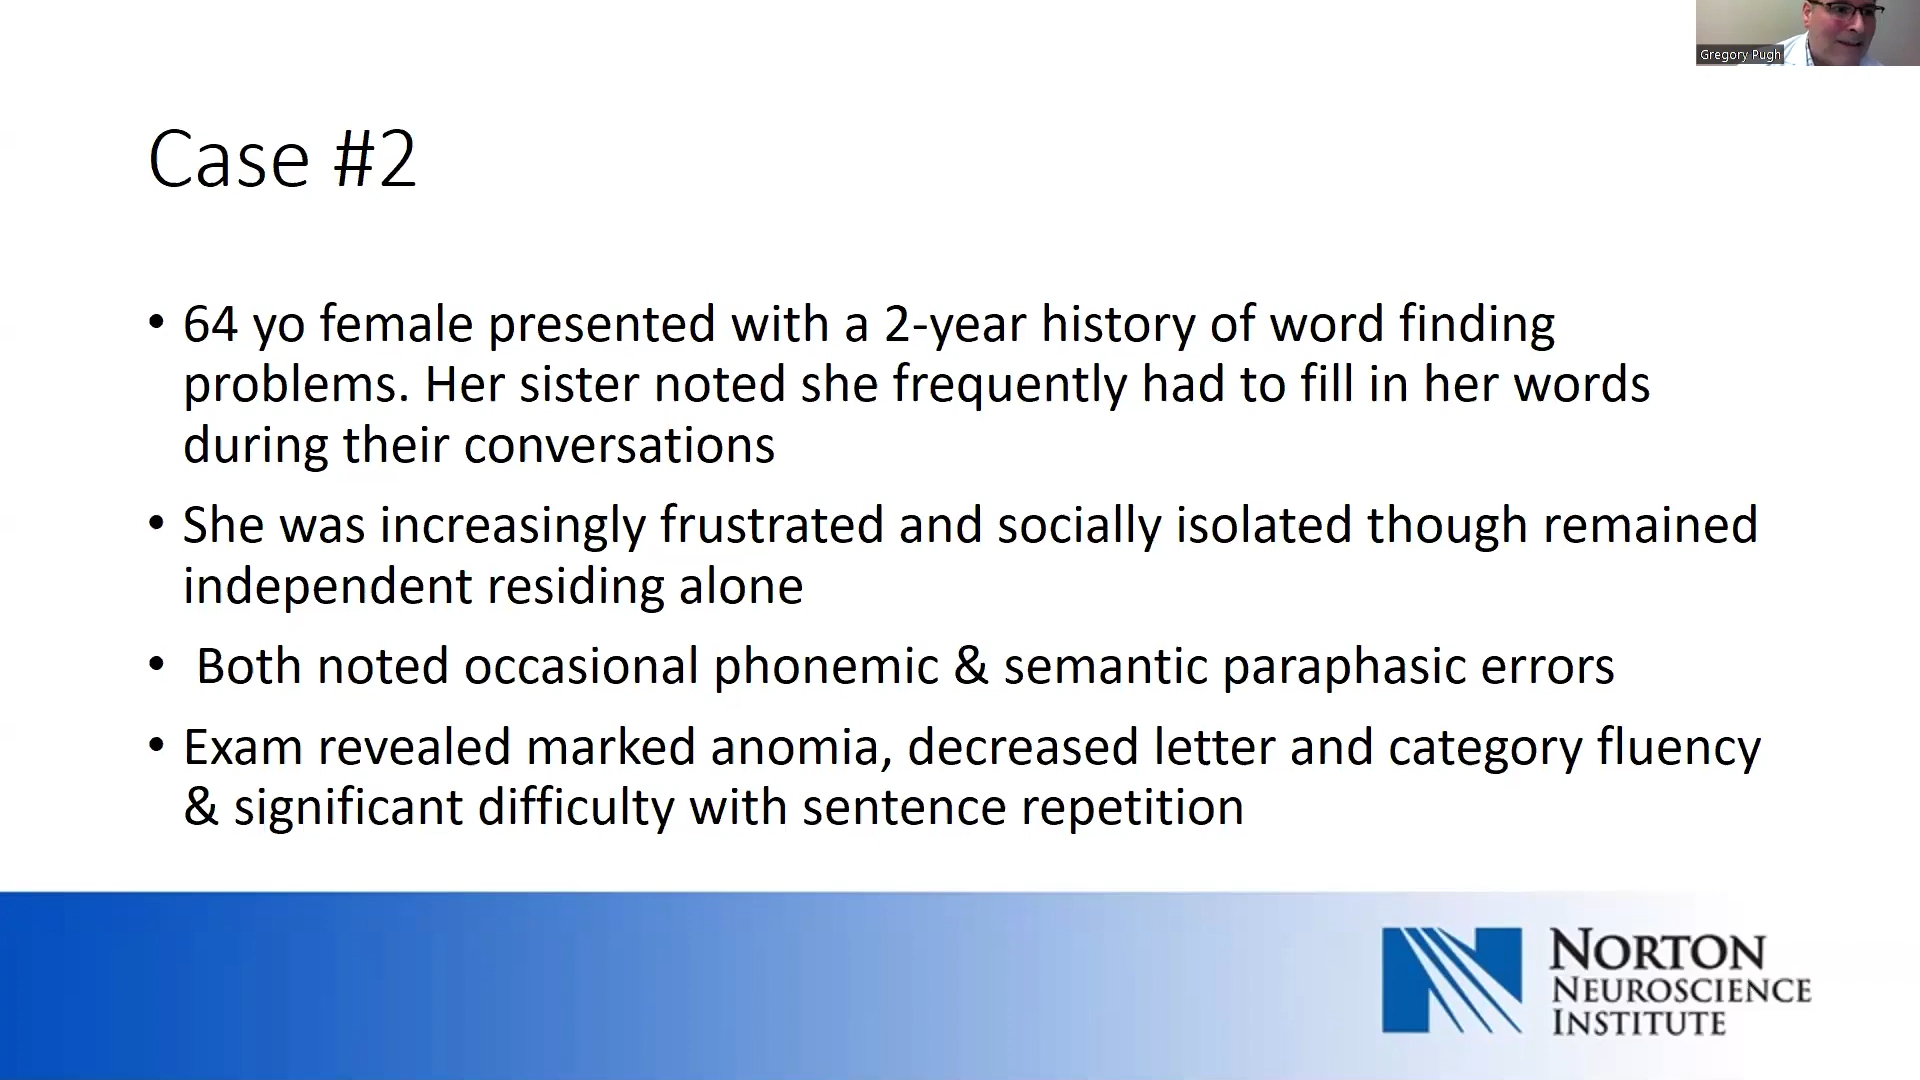 Gregory Pugh
Case #2
• 64 yo female presented with a 2-year history of word finding
problems. Her sister noted she frequently had to fill in her words
during their conversations
• She was increasingly frustrated and socially isolated though remained
independent residing alone
• Both noted occasional phonemic & semantic paraphasic errors
• Exam revealed marked anomia, decreased letter and category fluency
& significant difficulty with sentence repetition
NORTON
NEUROSCIENCE
INSTITUTE